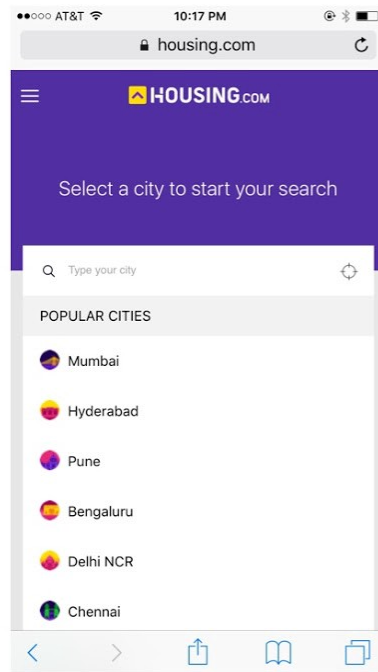 AT&T 10:17 PM
housing.com
HOUSING.COM
Select a city to start your search
Type your city
POPULAR CITIES
Mumbai
Hyderabad
Pune
Bengaluru
Delhi NCR
Chennai